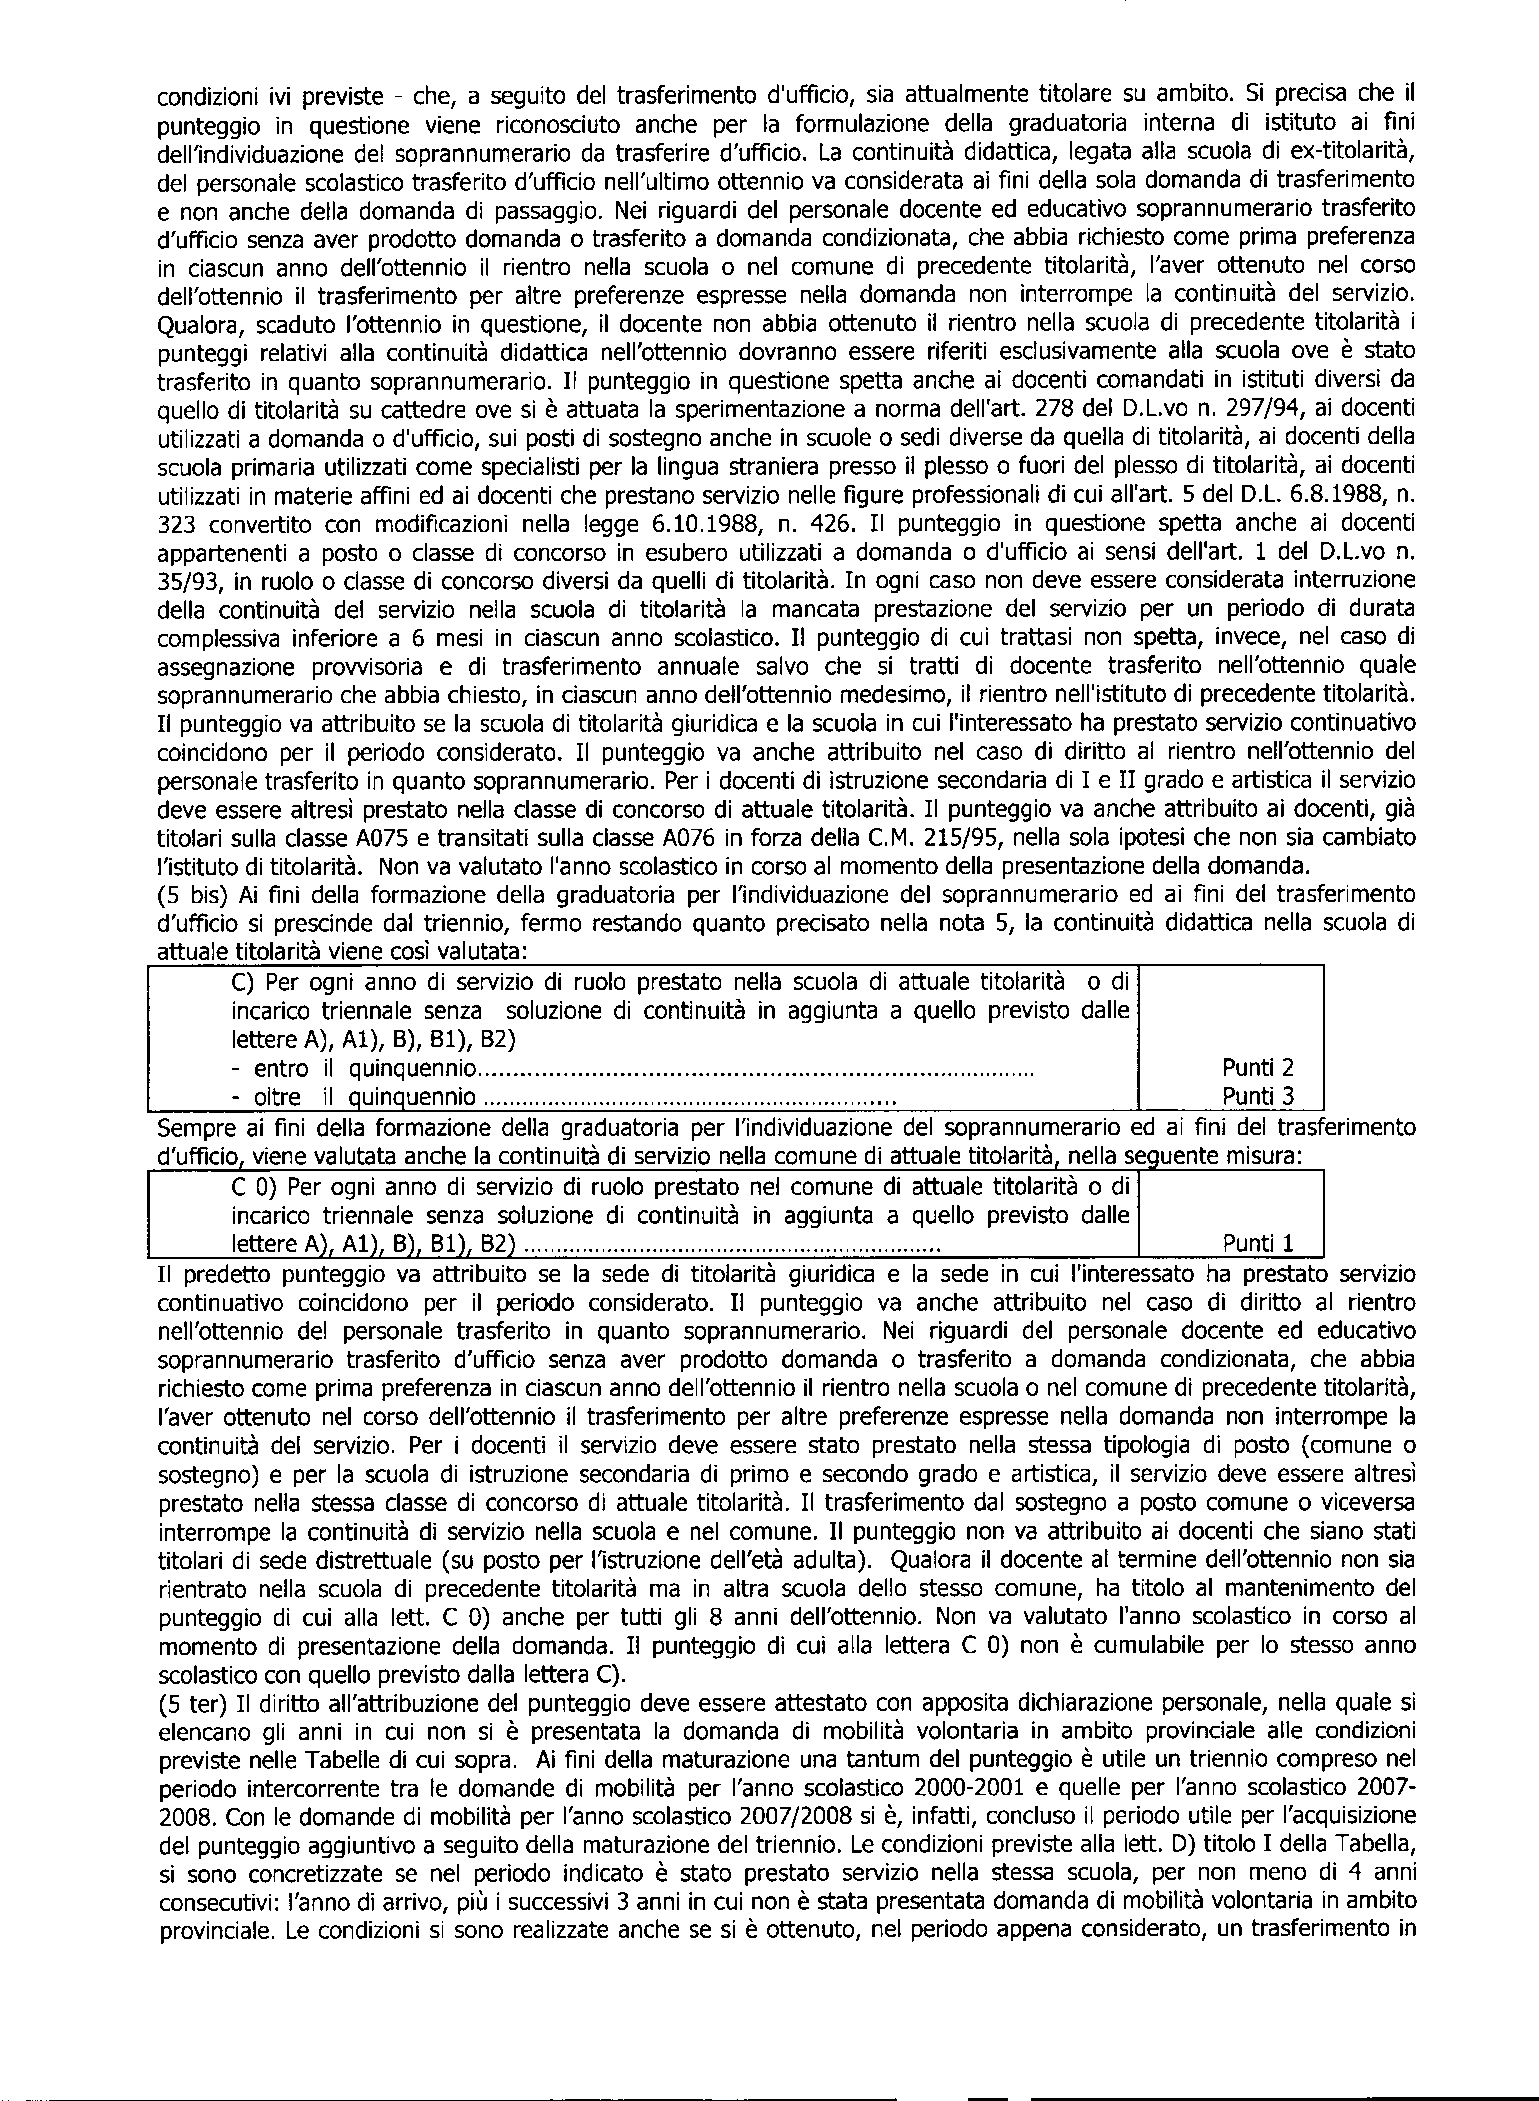 condizioni ivi previste - che, a seguito del trasferimento d'ufficio, sia attualmente titolare su ambito. Si precisa che il
punteggio in questione viene riconosciuto anche per la formulazione della graduatoria interna di istituto ai fini
dell'individuazione del soprannumerario da trasferire d'ufficio. La continuità didattica, legata alla scuola di ex-titolarità,
del personale scolastico trasferito d'ufficio nell'ultimo ottennio va considerata ai fini della sola domanda di trasferimento
e non anche della domanda di passaggio. Nei riguardi del personale docente ed educativo soprannumerario trasferito
d'ufficio senza aver prodotto domanda o trasferito a domanda condizionata, che abbia richiesto come prima preferenza
in ciascun anno dell'ottennio il rientro nella scuola o nel comune di precedente titolarità, l'aver ottenuto nel corso
dell'ottennio il trasferimento per altre preferenze espresse nella domanda non interrompe la continuità del servizio.
Qualora, scaduto l'ottennio in questione, il docente non abbia ottenuto il rientro nella scuola di precedente titolarità i
punteggi relativi alla continuità didattica nell'ottennio dovranno essere riferiti esclusivamente alla scuola ove è stato
trasferito in quanto soprannumerario. Il punteggio in questione spetta anche ai docenti comandati in istituti diversi da
quello di titolarità su cattedre ove si è attuata la sperimentazione a norma dell'art. 278 del D.L.vo n. 297/94, ai docenti
utilizzati a domanda o d'ufficio, sui posti di sostegno anche in scuole o sedi diverse da quella di titolarità, ai docenti della
scuola primaria utilizzati come specialisti per la lingua straniera presso il plesso o fuori del plesso di titolarità, ai docenti
utilizzati in materie affini ed ai docenti che prestano servizio nelle figure professionali di cui all'art. 5 del D.L. 6.8.1988, n.
323 convertito con modificazioni nella legge 6.10.1988, n. 426. Il punteggio in questione spetta anche ai docenti
appartenenti a posto o classe di concorso in esubero utilizzati a domanda o d'ufficio ai sensi dell'art. 1 del D.L.vo n.
35/93, in ruolo o classe di concorso diversi da quelli di titolarità. In ogni caso non deve essere considerata interruzione
della continuità del servizio nella scuola di titolarità la mancata prestazione del servizio per un periodo di durata
complessiva inferiore a 6 mesi in ciascun anno scolastico. Il punteggio di cui trattasi non spetta, invece, nel caso di
assegnazione provvisoria e di trasferimento annuale salvo che si tratti di docente trasferito nell'ottennio quale
soprannumerario che abbia chiesto, in ciascun anno dell'ottennio medesimo, il rientro nell'istituto di precedente titolarità.
Il punteggio va attribuito se la scuola di titolarità giuridica e la scuola in cui l'interessato ha prestato servizio continuativo
coincidono per il periodo considerato. Il punteggio va anche attribuito nel caso di diritto al rientro nell'ottennio del
personale trasferito in quanto soprannumerario. Per i docenti di istruzione secondaria di I e II grado e artistica il servizio
deve essere altresì prestato nella classe di concorso di attuale titolarità. Il punteggio va anche attribuito ai docenti, già
titolari sulla classe A075 e transitati sulla classe A076 in forza della C.M. 215/95, nella sola ipotesi che non sia cambiato
l'istituto di titolarità. Non va valutato l'anno scolastico in corso al momento della presentazione della domanda.
(5 bis) Ai fini della formazione della graduatoria per l'individuazione del soprannumerario ed ai fini del trasferimento
d'ufficio si prescinde dal triennio, fermo restando quanto precisato nella nota 5, la continuità didattica nella scuola di
attuale titolarità viene così valutata:
C) Per ogni anno di servizio di ruolo prestato nella scuola di attuale titolarità o di
incarico triennale senza soluzione di continuità in aggiunta a quello previsto dalle
lettere A), A1), B), B1), B2)
- entro il quinquennio............................................................................... Punti 2
- oltre il quinquennio ........................................................... Punti 3
Sempre ai fini della formazione della graduatoria per l'individuazione del soprannumerario ed ai fini del trasferimento
d'ufficio, viene valutata anche la continuità di servizio nella comune di attuale titolarità, nella seguente misura:
C 0) Per ogni anno di servizio di ruolo prestato nel comune di attuale titolarità o di
incarico triennale senza soluzione di continuità in aggiunta a quello previsto dalle
lettere A), A1), B), B1), B2) ........................................................... Punti 1
Il predetto punteggio va attribuito se la sede di titolarità giuridica e la sede in cui l'interessato ha prestato servizio
continuativo coincidono per il periodo considerato. Il punteggio va anche attribuito nel caso di diritto al rientro
nell'ottennio del personale trasferito in quanto soprannumerario. Nei riguardi del personale docente ed educativo
soprannumerario trasferito d'ufficio senza aver prodotto domanda o trasferito a domanda condizionata, che abbia
richiesto come prima preferenza in ciascun anno dell'ottennio il rientro nella scuola o nel comune di precedente titolarità,
l'aver ottenuto nel corso dell'ottennio il trasferimento per altre preferenze espresse nella domanda non interrompe la
continuità del servizio. Per i docenti il servizio deve essere stato prestato nella stessa tipologia di posto (comune o
sostegno) e per la scuola di istruzione secondaria di primo e secondo grado e artistica, il servizio deve essere altresì
prestato nella stessa classe di concorso di attuale titolarità. Il trasferimento dal sostegno a posto comune o viceversa
interrompe la continuità di servizio nella scuola e nel comune. Il punteggio non va attribuito ai docenti che siano stati
titolari di sede distrettuale (su posto per l'istruzione dell'età adulta). Qualora il docente al termine dell'ottennio non sia
rientrato nella scuola di precedente titolarità ma in altra scuola dello stesso comune, ha titolo al mantenimento del
punteggio di cui alla lett. C 0) anche per tutti gli 8 anni dell'ottennio. Non va valutato l'anno scolastico in corso al
momento di presentazione della domanda. Il punteggio di cui alla lettera C 0) non è cumulabile per lo stesso anno
scolastico con quello previsto dalla lettera C).
(5 ter) Il diritto all'attribuzione del punteggio deve essere attestato con apposita dichiarazione personale, nella quale si
elencano gli anni in cui non si è presentata la domanda di mobilità volontaria in ambito provinciale alle condizioni
previste nelle Tabelle di cui sopra. Ai fini della maturazione una tantum del punteggio è utile un triennio compreso nel
periodo intercorrente tra le domande di mobilità per l'anno scolastico 2000-2001 e quelle per l'anno scolastico 2007-
2008. Con le domande di mobilità per l'anno scolastico 2007/2008 si è, infatti, concluso il periodo utile per l'acquisizione
del punteggio aggiuntivo a seguito della maturazione del triennio. Le condizioni previste alla lett. D) titolo I della Tabella,
si sono concretizzate se nel periodo indicato è stato prestato servizio nella stessa scuola, per non meno di 4 anni
consecutivi: l'anno di arrivo, più i successivi 3 anni in cui non è stata presentata domanda di mobilità volontaria in ambito
provinciale. Le condizioni si sono realizzate anche se si è ottenuto, nel periodo appena considerato, un trasferimento in